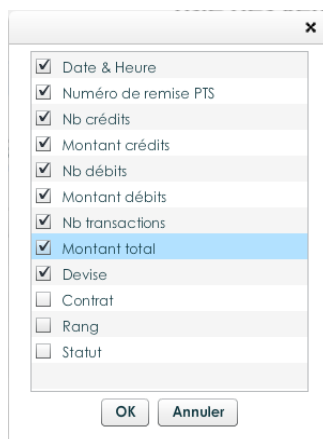 Date & Heure
Numéro de remise PTS
Nb crédits
Montant crédits
Nb débits
Montant débits
Nb transactions
Montant total
Devise
Contrat
Rang
Statut
OK Annuler